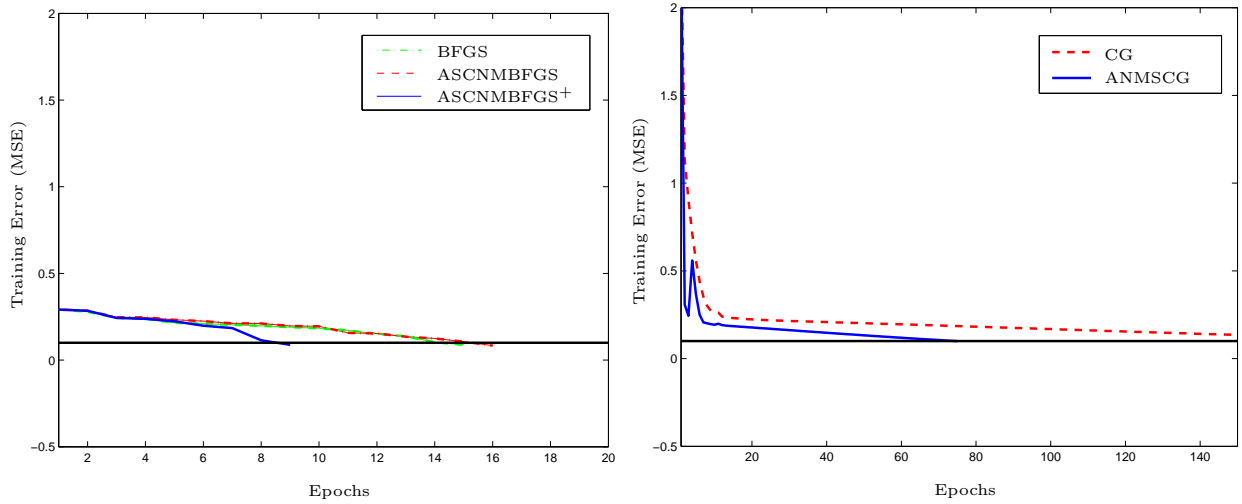 2
1.5
1
0.5
0
−0.5
Training Error (MSE)
BFGS
ASCNMBFGS
ASCNMBFGS+
2 4 6 8 10 12 14 16 18 20
Epochs
2
1.5
1
0.5
0
−0.5
Training Error (MSE)
CG
ANMSCG
20 40 60 80 100 120 140
Epochs